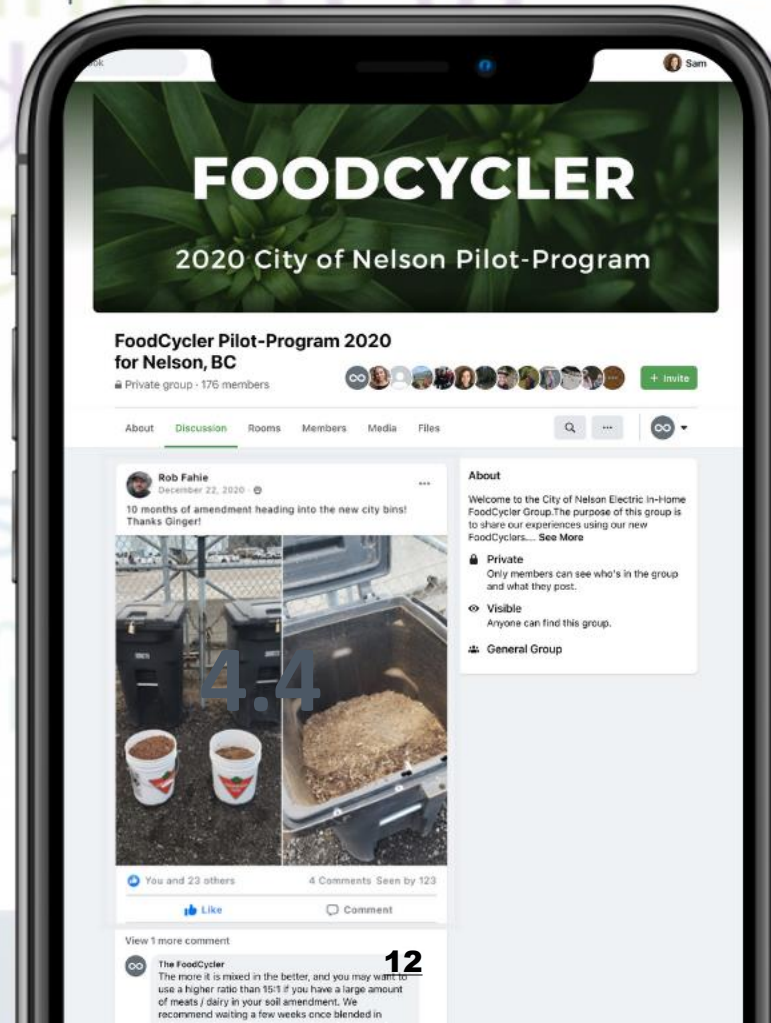 ok
Sam
FOODCYCLER
2020 City of Nelson Pilot-Program
FoodCycler Pilot-Program 2020
for Nelson, BC
Private group · 176 members
+ Invite
About Discussion Rooms Members Media Files
Rob Fahie
December 22, 2020 ·
10 months of amendment heading into the new city bins!
Thanks Ginger!
4.4
You and 23 others 4 Comments Seen by 123
Like Comment
View 1 more comment
The FoodCycler
The more it is mixed in the better, and you may want to
use a higher ratio than 15:1 if you have a large amount
of meats / dairy in your soil amendment. We
recommend waiting a few weeks once blended in
12
About
Welcome to the City of Nelson Electric In-Home
FoodCycler Group.The purpose of this group is
to share our experiences using our new
FoodCyclers.... See More
Private
Only members can see who's in the group
and what they post.
Visible
Anyone can find this group.
General Group